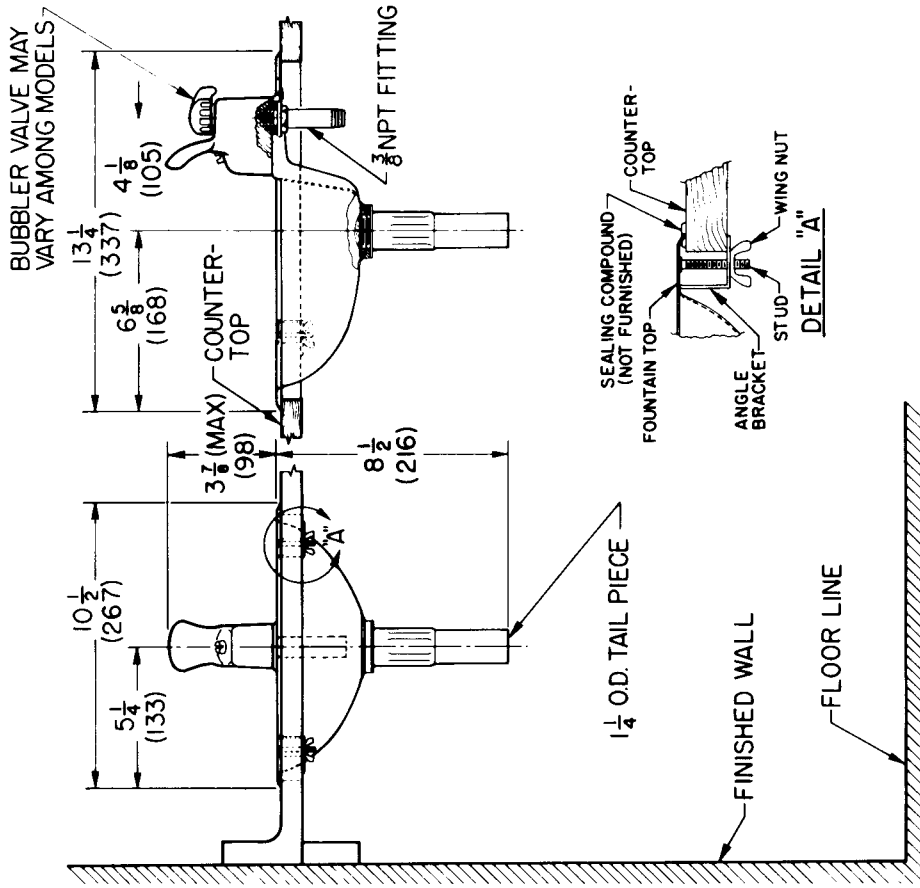 BUBBLER VALVE MAY
VARY AMONG MODELS
13 1/4
(337)
4 1/8
(105)
6 5/8
(168)
3/8 NPT FITTING
COUNTER-
TOP
3 7/8 (MAX)
(98)
8 1/2
(216)
10 1/2
(267)
5 1/4
(133)
"A"
1 1/4 O.D. TAIL PIECE
SEALING COMPOUND
(NOT FURNISHED)
FOUNTAIN TOP
COUNTER-
TOP
ANGLE
BRACKET
STUD
WING NUT
DETAIL "A"
FINISHED WALL
FLOOR LINE